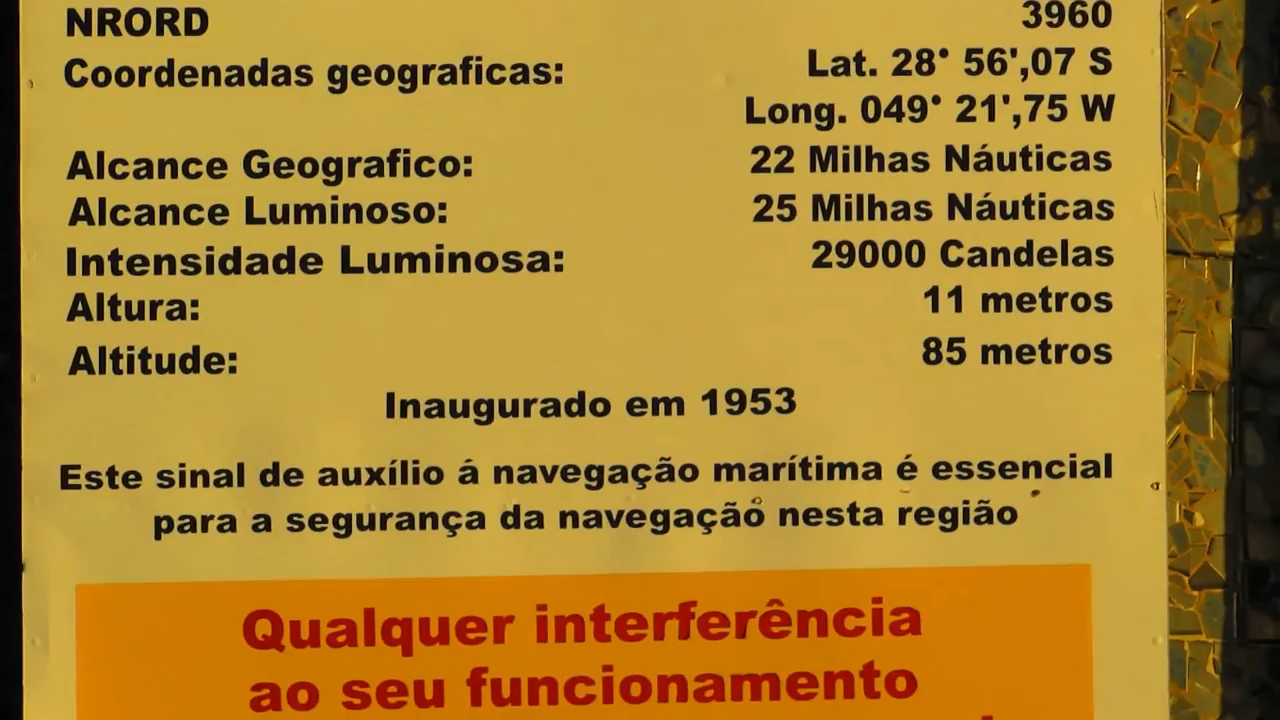 NRORD 3960
Coordenadas geograficas: Lat. 28° 56',07 S
Long. 049° 21',75 W
Alcance Geografico: 22 Milhas Náuticas
Alcance Luminoso: 25 Milhas Náuticas
Intensidade Luminosa: 29000 Candelas
Altura: 11 metros
Altitude: 85 metros
Inaugurado em 1953
Este sinal de auxílio á navegação marítima é essencial
para a segurança da navegação nesta região
Qualquer interferência
ao seu funcionamento